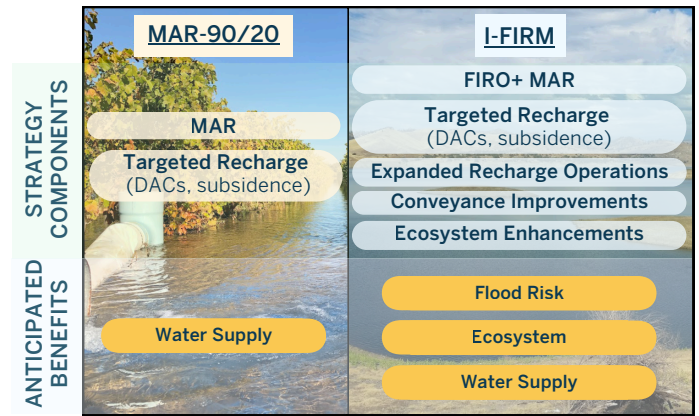 MAR-90/20
I-FIRM
STRATEGY
COMPONENTS
MAR
Targeted Recharge
(DACs, subsidence)
FIRO+ MAR
Targeted Recharge
(DACs, subsidence)
Expanded Recharge Operations
Conveyance Improvements
Ecosystem Enhancements
ANTICIPATED
BENEFITS
Water Supply
Flood Risk
Ecosystem
Water Supply